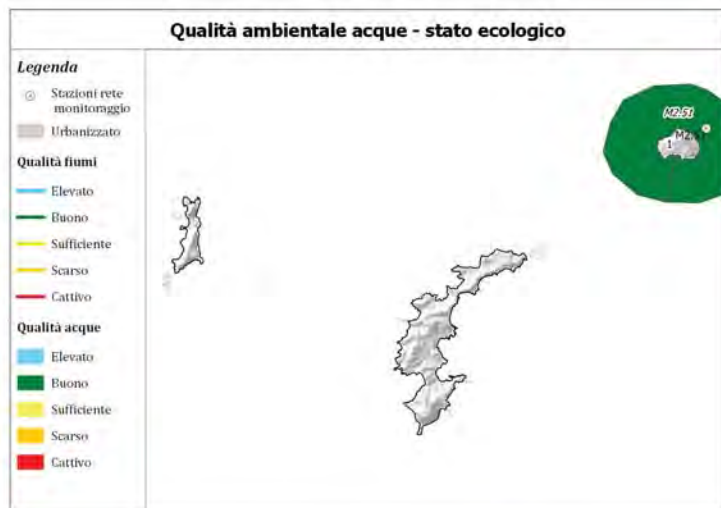 Qualità ambientale acque - stato ecologico
Legenda
Stazioni rete
monitoraggio
Urbanizzato
Qualità fiumi
Elevato
Buono
Sufficiente
Scarso
Cattivo
Qualità acque
Elevato
Buono
Sufficiente
Scarso
Cattivo
M2.51
1